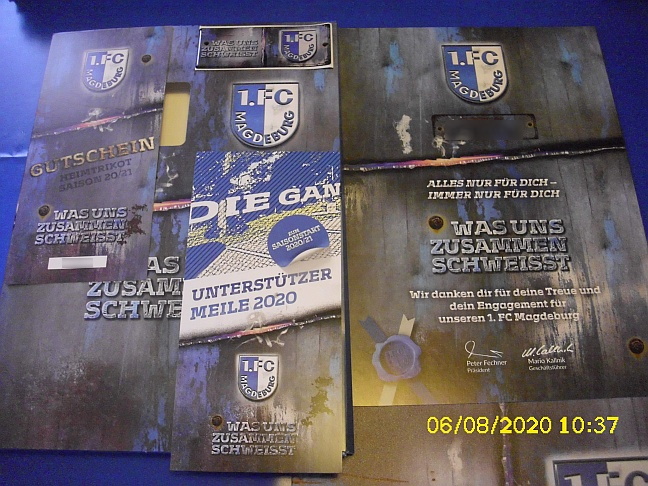 1.FC
MAGDEBURG
GUTSCHEIN
HEIMTRIKOT
SAISON 20/21
WAS UNS
ZUSAMMEN
SCHWEISST
WAS UNS
ZUSAMMEN
SCHWEISST
1.FC
MAGDEBURG
DIE GAN
ZUM
SAISONSTART
2020/21
UNTERSTÜTZER
MEILE 2020
1.FC
MAGDEBURG
WAS UNS
ZUSAMMEN
SCHWEISST
AS
ZUSAM
SCHWE
1.FC
MAGDEBURG
ALLES NUR FÜR DICH –
IMMER NUR FÜR DICH
WAS UNS
ZUSAMMEN
SCHWEISST
Wir danken dir für deine Treue und
dein Engagement für
unseren 1. FC Magdeburg
Peter Fechner
Präsident
Mario Kallnik
Geschäftsführer
1.FC
06/08/2020 10:37